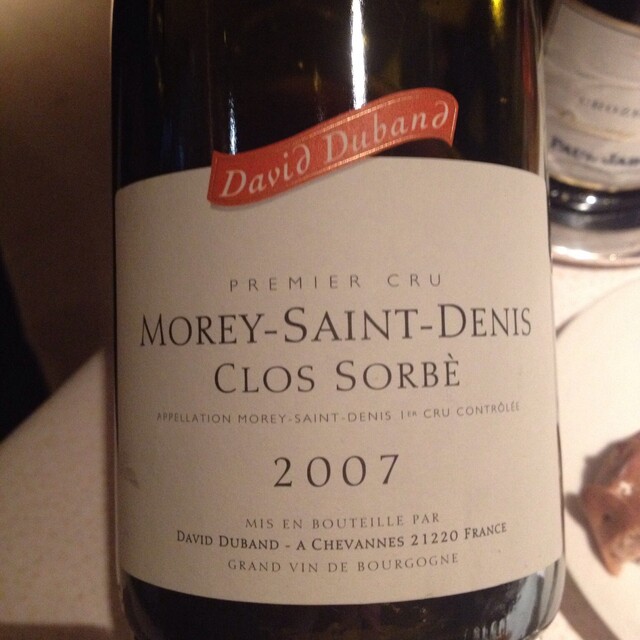 David Duband
PREMIER CRU
MOREY-SAINT-DENIS
CLOS SORBÈ
APPELLATION MOREY-SAINT-DENIS 1ER CRU CONTRÔLÉE
2007
MIS EN BOUTEILLE PAR
DAVID DUBAND - A CHEVANNES 21220 FRANCE
GRAND VIN DE BOURGOGNE
PAUL